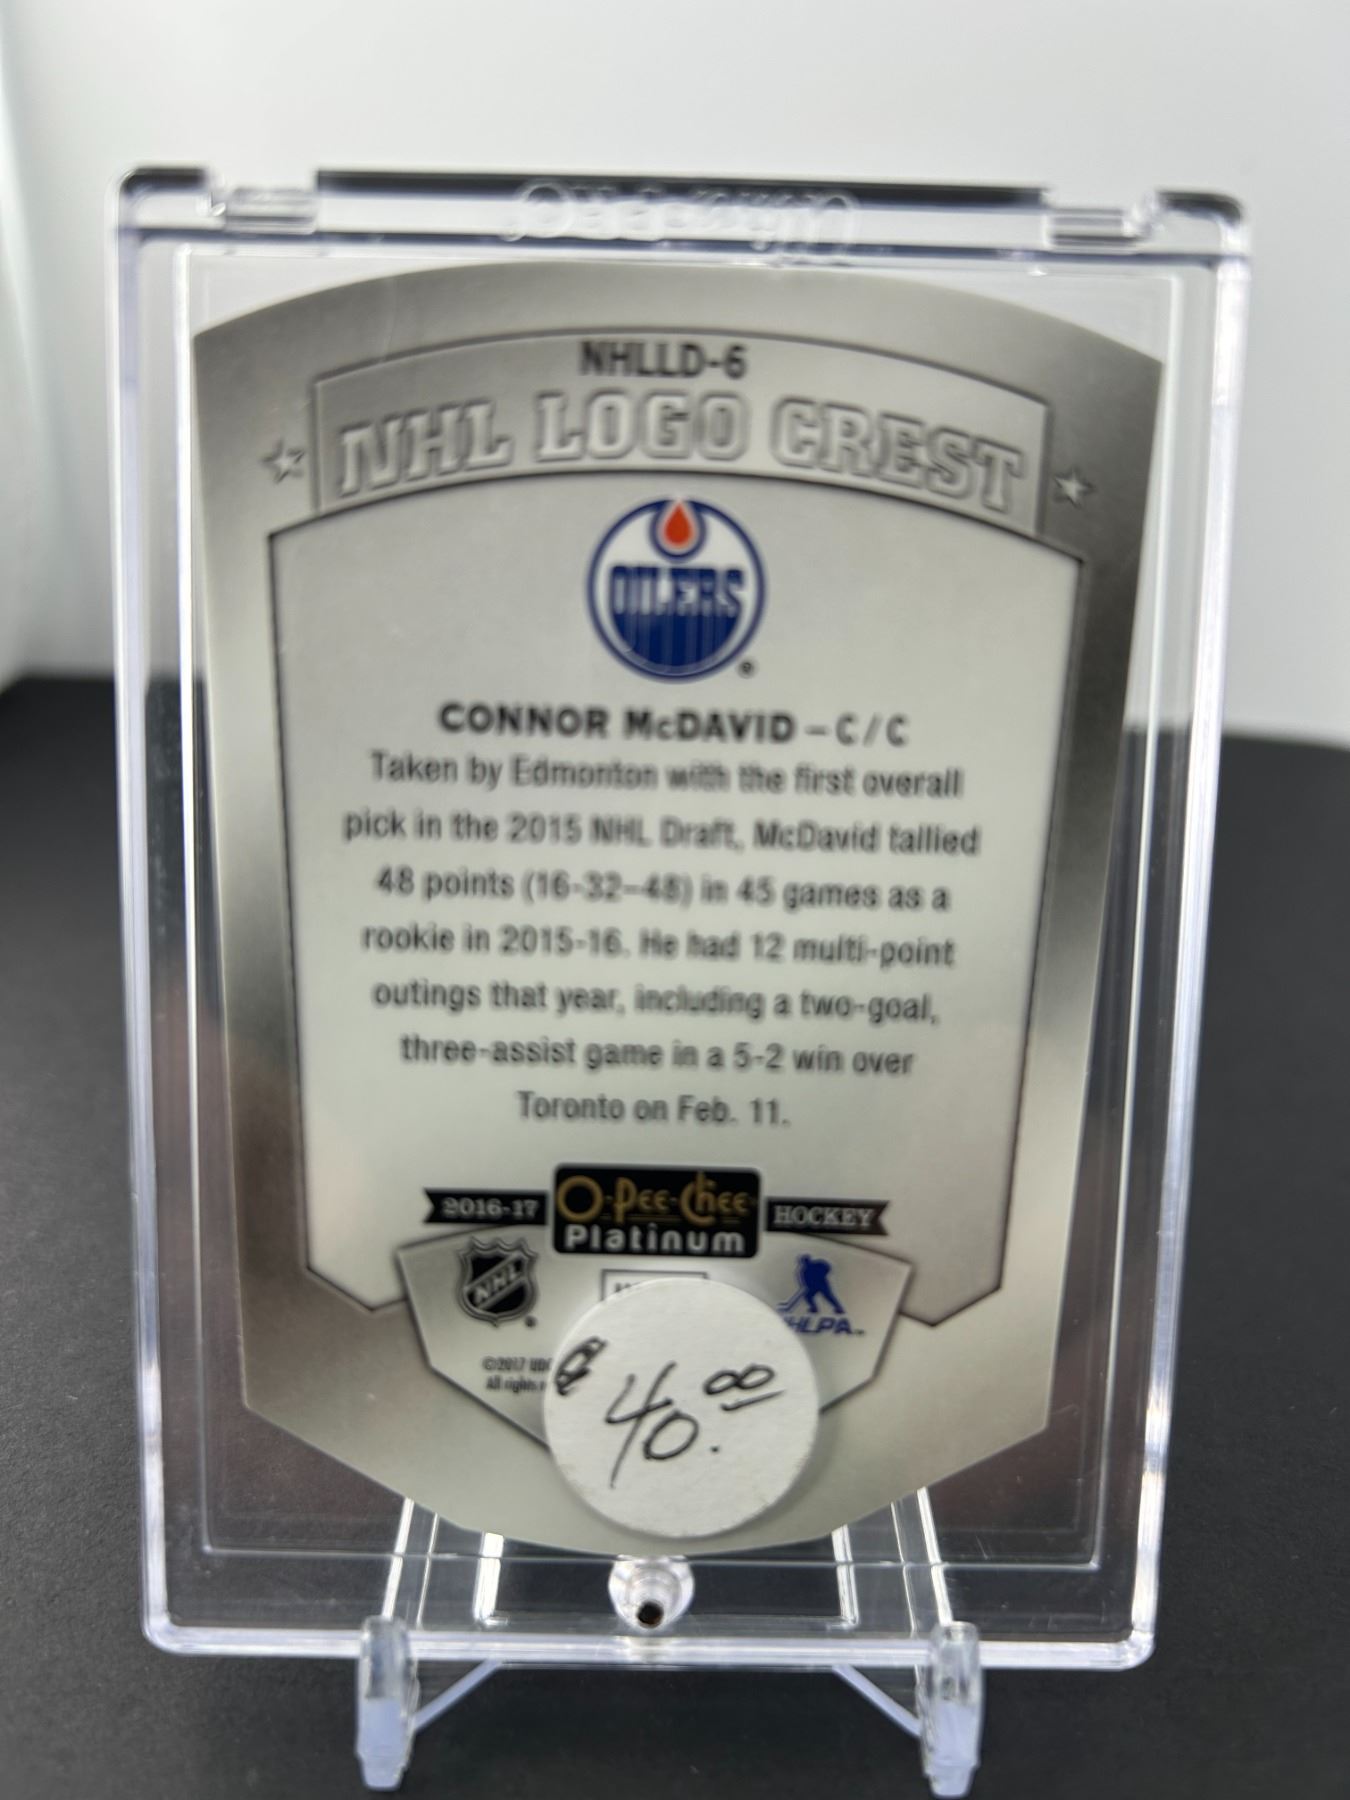 NHLLD-6
NHL LOGO CREST
OILERS
®
CONNOR McDAVID – C / C
Taken by Edmonton with the first overall
pick in the 2015 NHL Draft, McDavid tallied
48 points (16-32–48) in 45 games as a
rookie in 2015-16. He had 12 multi-point
outings that year, including a two-goal,
three-assist game in a 5-2 win over
Toronto on Feb. 11.
2016-17 O-Pee-Chee HOCKEY
Platinum
NHL
©2017
All rights
$40.00